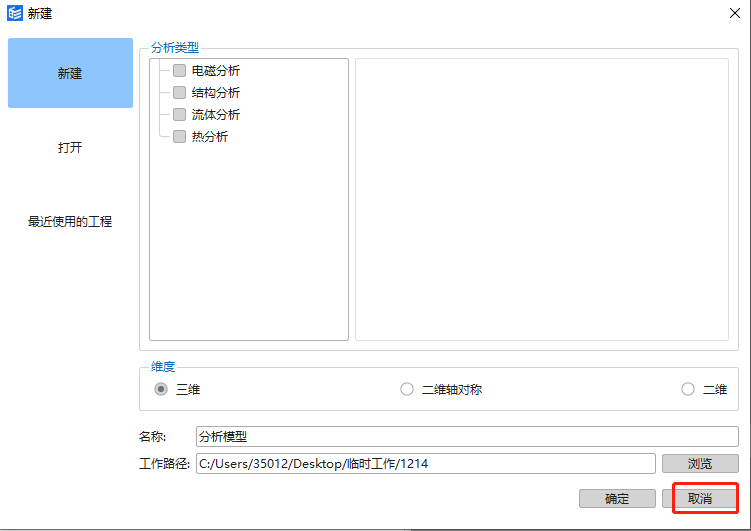 新建
新建
打开
最近使用的工程
分析类型
电磁分析
结构分析
流体分析
热分析
维度
三维 二维轴对称 二维
名称: 分析模型
工作路径: C:/Users/35012/Desktop/临时工作/1214 浏览
确定 取消